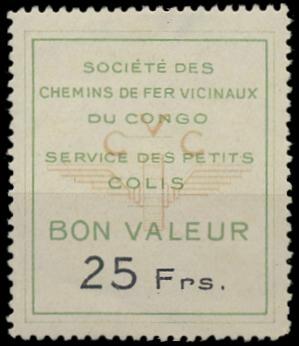 SOCIÉTÉ DES
CHEMINS DE FER VICINAUX
DU CONGO
C V C
SERVICE DES PETITS
COLIS
BON VALEUR
25 Frs.